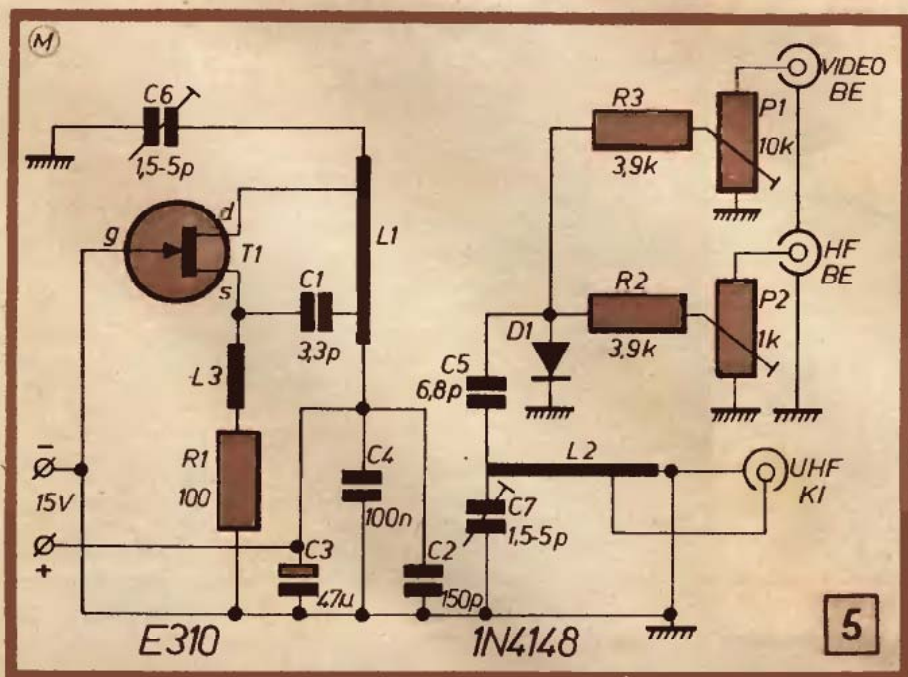 M
C6
1,5-5p
R3
3,9k
P1
10k
VIDEO
BE
g
d
T1
s
L1
C1
3,3p
R2
3,9k
P2
1k
HF
BE
D1
C5
6,8p
L3
R1
100
C4
100n
L2
UHF
KI
C7
1,5-5p
−
15V
+
C3
47μ
C2
150p
E310
1N4148
5